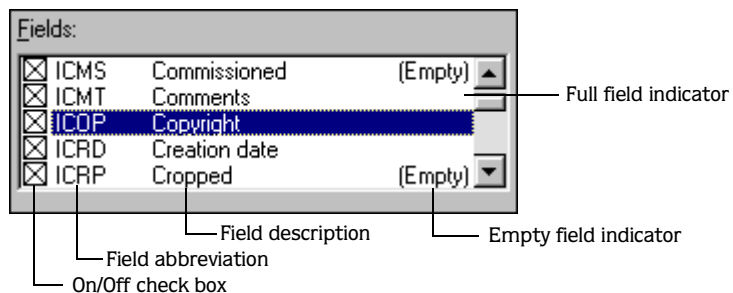 Fields:
ICMS Commissioned (Empty)
ICMT Comments
Full field indicator
ICOP Copyright
ICRD Creation date
ICRP Cropped (Empty)
Field description
Empty field indicator
Field abbreviation
On/Off check box